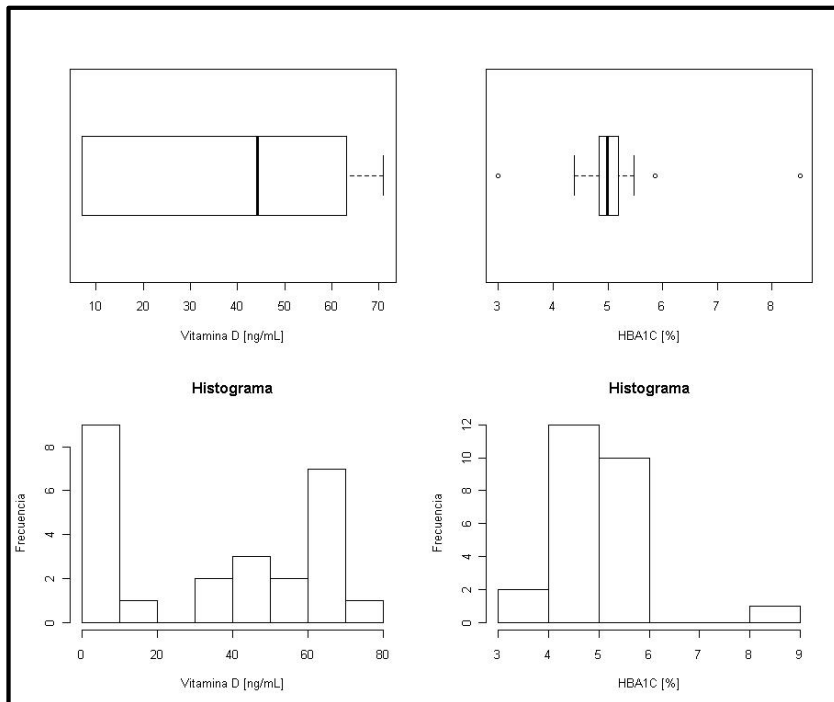 10 20 30 40 50 60 70
Vitamina D [ng/mL]
3 4 5 6 7 8
HBA1C [%]
Histograma
Frecuencia
0 2 4 6 8
0 20 40 60 80
Vitamina D [ng/mL]
Histograma
Frecuencia
0 2 4 6 8 10 12
3 4 5 6 7 8 9
HBA1C [%]